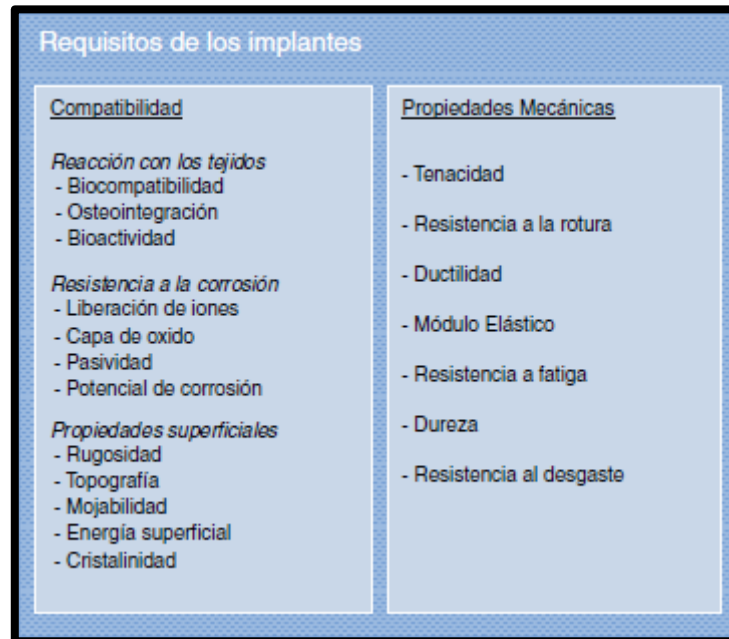 Requisitos de los implantes
Compatibilidad
Reacción con los tejidos
- Biocompatibilidad
- Osteointegración
- Bioactividad
Resistencia a la corrosión
- Liberación de iones
- Capa de oxido
- Pasividad
- Potencial de corrosión
Propiedades superficiales
- Rugosidad
- Topografía
- Mojabilidad
- Energía superficial
- Cristalinidad
Propiedades Mecánicas
- Tenacidad
- Resistencia a la rotura
- Ductilidad
- Módulo Elástico
- Resistencia a fatiga
- Dureza
- Resistencia al desgaste